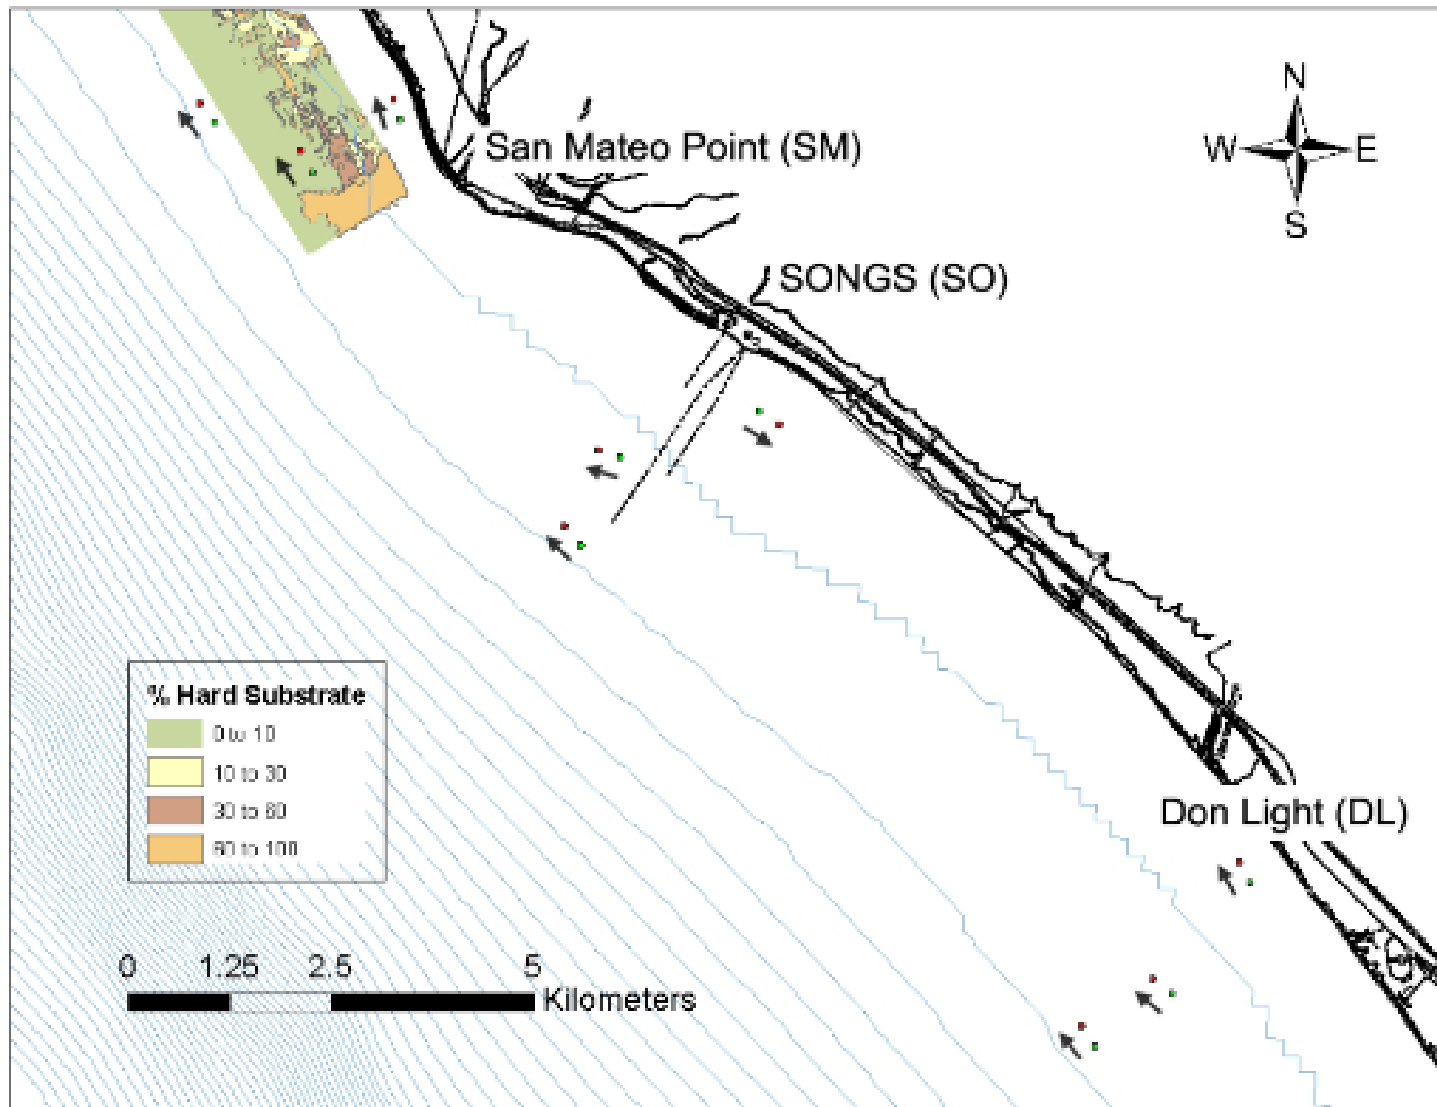 N
W E
S
San Mateo Point (SM)
SONGS (SO)
% Hard Substrate
0 to 10
10 to 30
30 to 60
60 to 100
Don Light (DL)
0 1.25 2.5 5
Kilometers